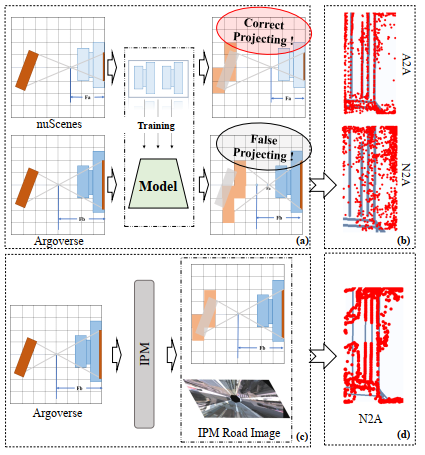 Correct
Projecting !
Fa
nuScenes
Training
A2A
False
Projecting !
Model
Fb
Fa
Argoverse
(a)
N2A
(b)
IPM
Fb
Fb
Argoverse
IPM Road Image
(c)
N2A
(d)